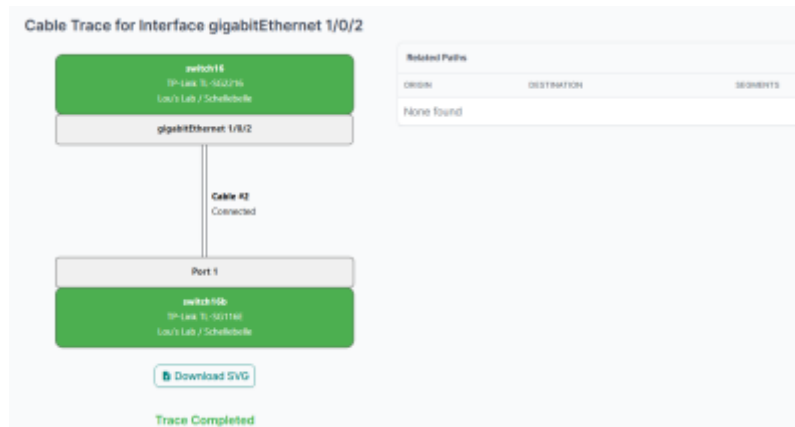 Cable Trace for Interface gigabitEthernet 1/0/2
switch16
TP-Link TL-SG2216
Lou's Lab / Schellebelle
gigabitEthernet 1/0/2
Cable #2
Connected
Port 1
switch16b
TP-Link TL-SG116E
Lou's Lab / Schellebelle
Download SVG
Trace Completed
Related Paths
ORIGIN DESTINATION SEGMENTS
None found